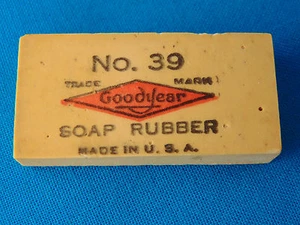 No. 39
TRADE MARK
Goodyear
SOAP RUBBER
MADE IN U. S. A.